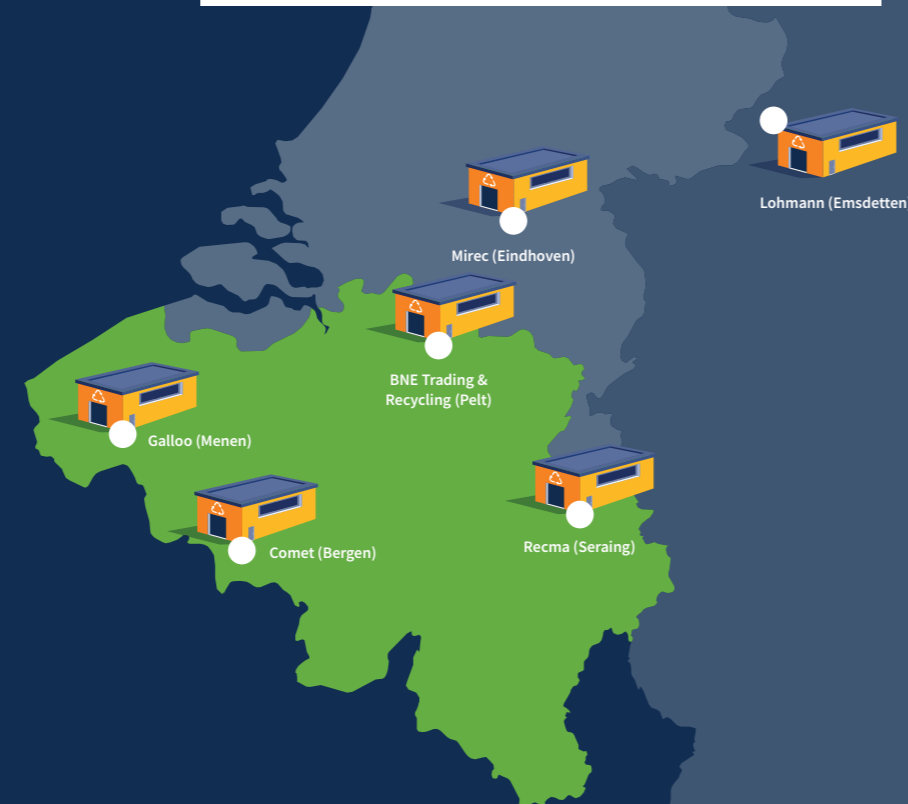 Lohmann (Emsdetten
Mirec (Eindhoven)
BNE Trading &
Recycling (Pelt)
Galloo (Menen)
Recma (Seraing)
Comet (Bergen)